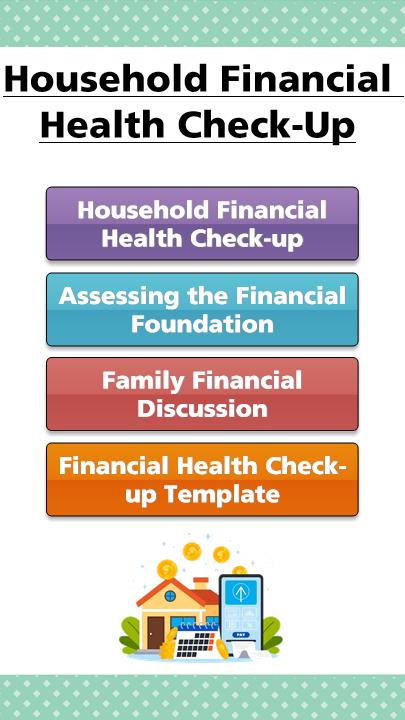 Household Financial
Health Check-Up
Household Financial
Health Check-up
Assessing the Financial
Foundation
Family Financial
Discussion
Financial Health Check-
up Template
PAY